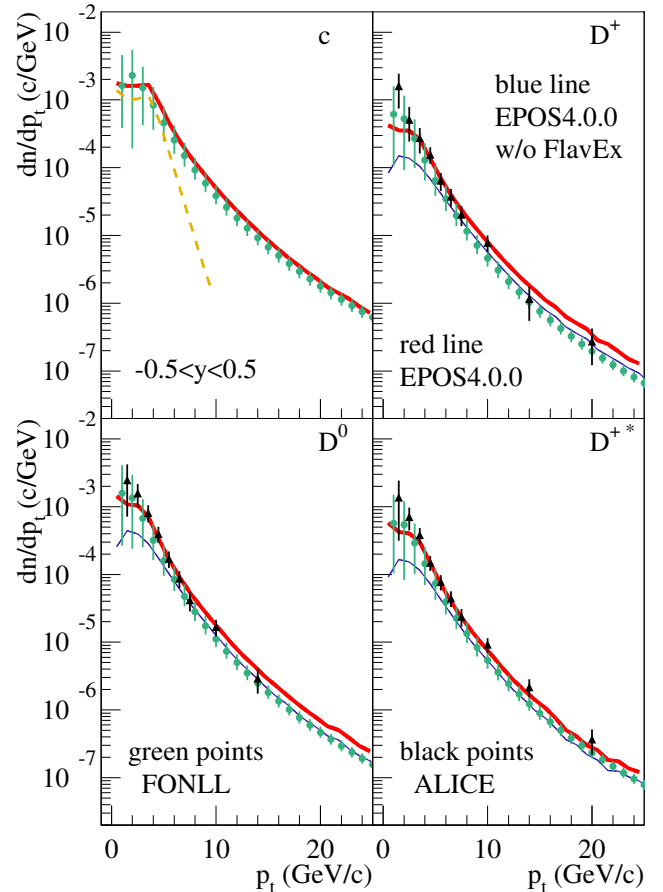 10^-2
10^-3
10^-4
10^-5
10^-6
10^-7
dn/dp_t (c/GeV)
c
-0.5<y<0.5
D^+
blue line
EPOS4.0.0
w/o FlavEx
red line
EPOS4.0.0
10^-2
10^-3
10^-4
10^-5
10^-6
10^-7
dn/dp_t (c/GeV)
D^0
green points
FONLL
D^+*
black points
ALICE
0 10 20
p_t (GeV/c)
0 10 20
p_t (GeV/c)